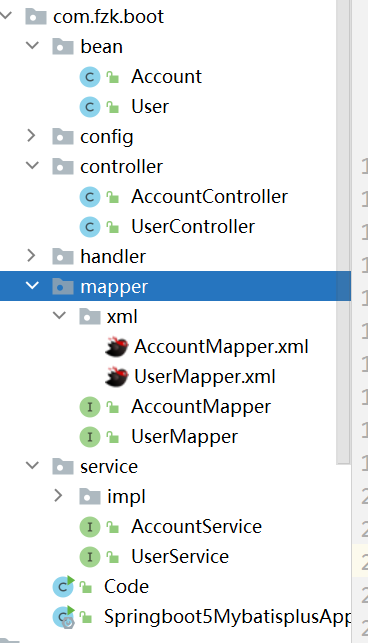 com.fzk.boot
bean
Account
User
config
controller
AccountController
UserController
handler
mapper
xml
AccountMapper.xml
UserMapper.xml
AccountMapper
UserMapper
service
impl
AccountService
UserService
Code
Springboot5MybatisplusApp